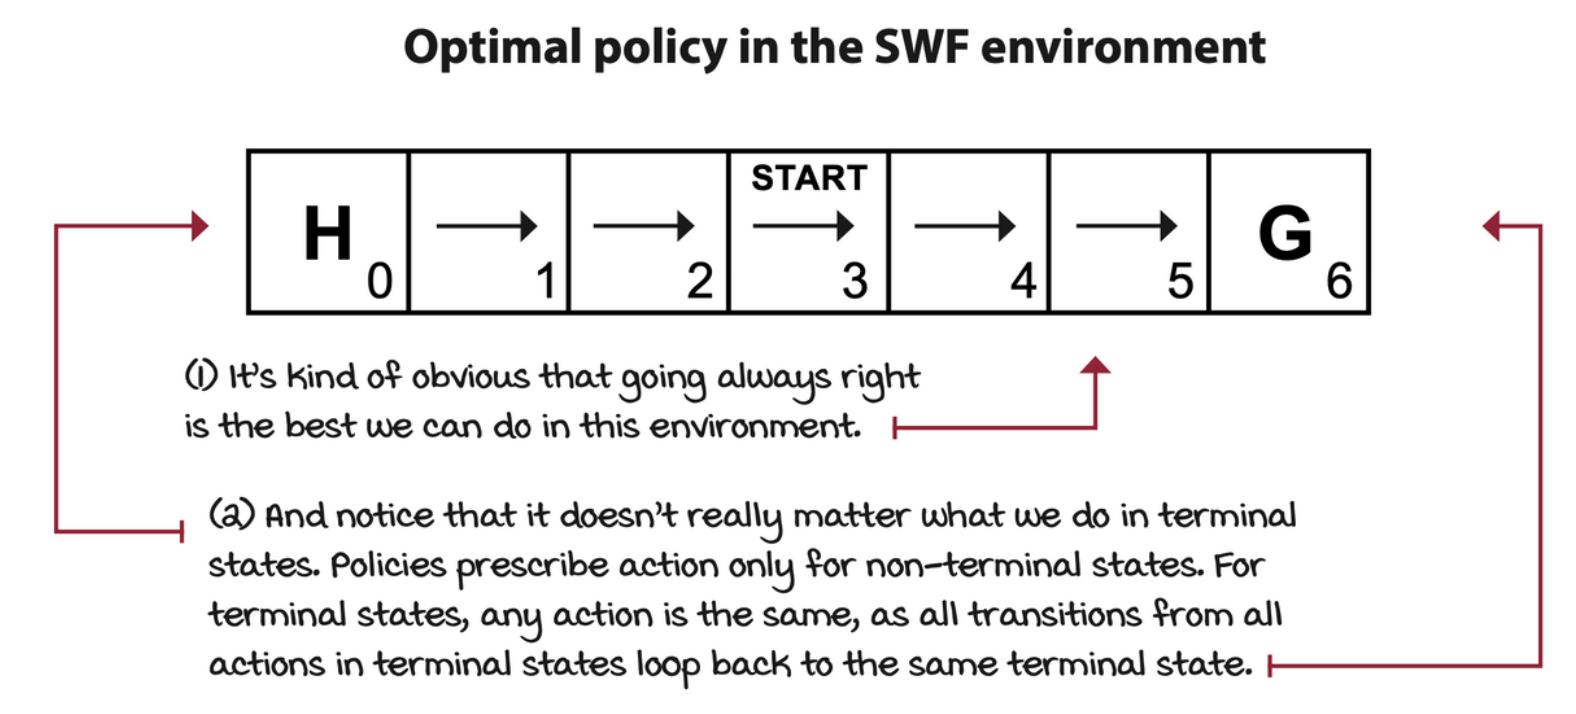 Optimal policy in the SWF environment
START
H
G
0
1
2
3
4
5
6
(1) It's kind of obvious that going always right
is the best we can do in this environment.
(2) And notice that it doesn't really matter what we do in terminal
states. Policies prescribe action only for non-terminal states. For
terminal states, any action is the same, as all transitions from all
actions in terminal states loop back to the same terminal state.